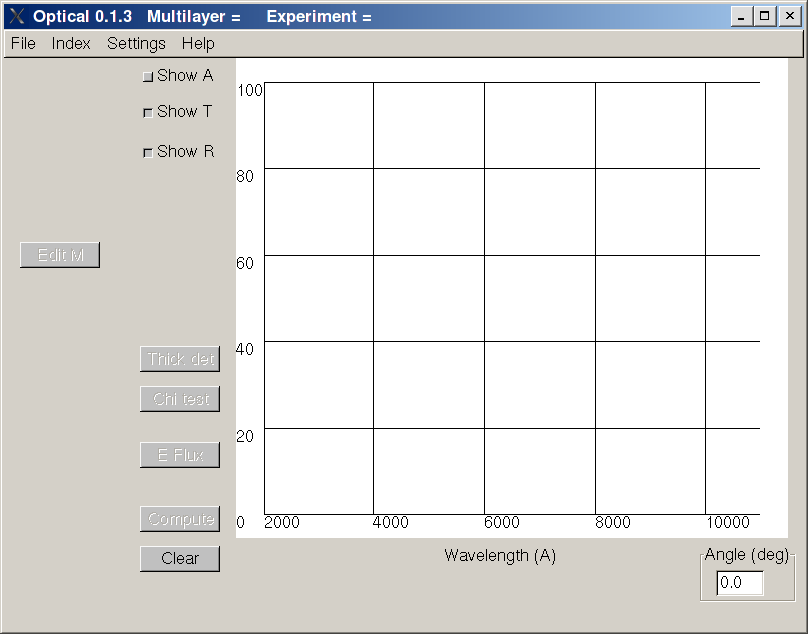 Optical 0.1.3 Multilayer = Experiment =
File Index Settings Help
Show A
Show T
Show R
Edit M
Thick. det
Chi test
E Flux
Compute
Clear
100
80
60
40
20
0 2000 4000 6000 8000 10000
Wavelength (A)
Angle (deg)
0.0